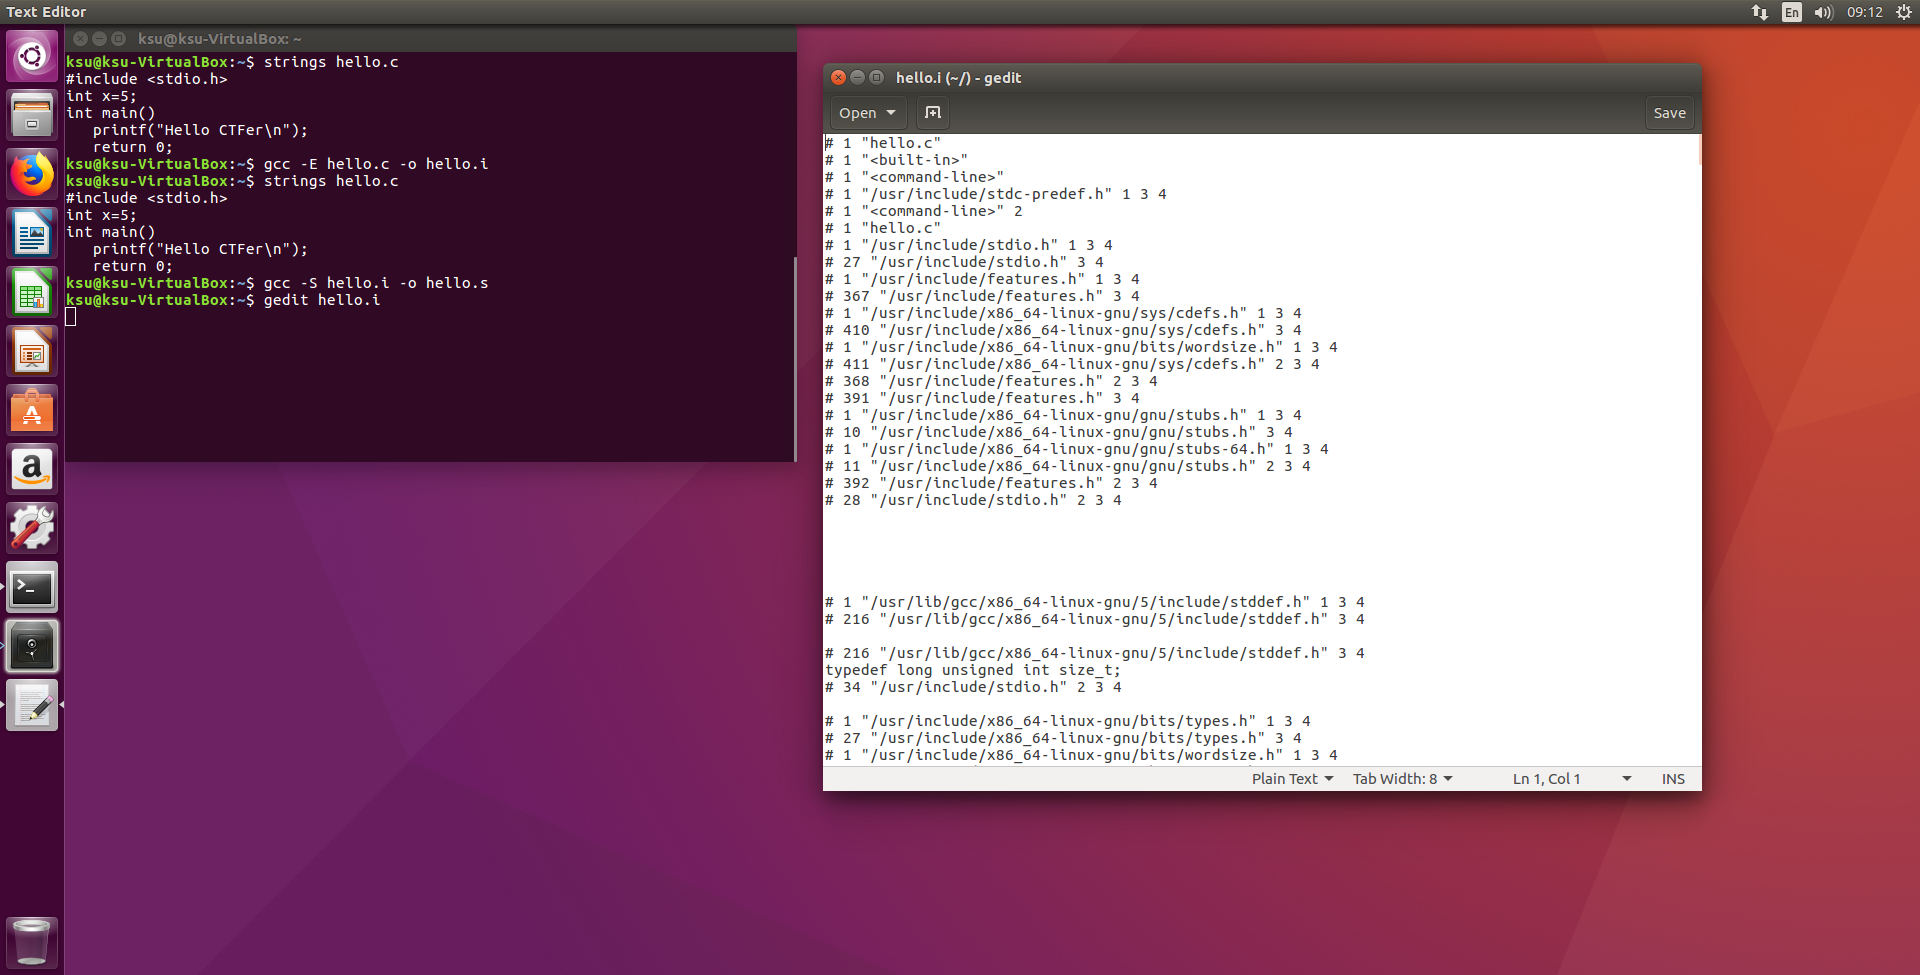 Text Editor
En
09:12
ksu@ksu-VirtualBox: ~
ksu@ksu-VirtualBox:~$ strings hello.c
#include <stdio.h>
int x=5;
int main()
   printf("Hello CTFer\n");
   return 0;
ksu@ksu-VirtualBox:~$ gcc -E hello.c -o hello.i
ksu@ksu-VirtualBox:~$ strings hello.c
#include <stdio.h>
int x=5;
int main()
   printf("Hello CTFer\n");
   return 0;
ksu@ksu-VirtualBox:~$ gcc -S hello.i -o hello.s
ksu@ksu-VirtualBox:~$ gedit hello.i
hello.i (~/) - gedit
Open
Save
# 1 "hello.c"
# 1 "<built-in>"
# 1 "<command-line>"
# 1 "/usr/include/stdc-predef.h" 1 3 4
# 1 "<command-line>" 2
# 1 "hello.c"
# 1 "/usr/include/stdio.h" 1 3 4
# 27 "/usr/include/stdio.h" 3 4
# 1 "/usr/include/features.h" 1 3 4
# 367 "/usr/include/features.h" 3 4
# 1 "/usr/include/x86_64-linux-gnu/sys/cdefs.h" 1 3 4
# 410 "/usr/include/x86_64-linux-gnu/sys/cdefs.h" 3 4
# 1 "/usr/include/x86_64-linux-gnu/bits/wordsize.h" 1 3 4
# 411 "/usr/include/x86_64-linux-gnu/sys/cdefs.h" 2 3 4
# 368 "/usr/include/features.h" 2 3 4
# 391 "/usr/include/features.h" 3 4
# 1 "/usr/include/x86_64-linux-gnu/gnu/stubs.h" 1 3 4
# 10 "/usr/include/x86_64-linux-gnu/gnu/stubs.h" 3 4
# 1 "/usr/include/x86_64-linux-gnu/gnu/stubs-64.h" 1 3 4
# 11 "/usr/include/x86_64-linux-gnu/gnu/stubs.h" 2 3 4
# 392 "/usr/include/features.h" 2 3 4
# 28 "/usr/include/stdio.h" 2 3 4
# 1 "/usr/lib/gcc/x86_64-linux-gnu/5/include/stddef.h" 1 3 4
# 216 "/usr/lib/gcc/x86_64-linux-gnu/5/include/stddef.h" 3 4
# 216 "/usr/lib/gcc/x86_64-linux-gnu/5/include/stddef.h" 3 4
typedef long unsigned int size_t;
# 34 "/usr/include/stdio.h" 2 3 4
# 1 "/usr/include/x86_64-linux-gnu/bits/types.h" 1 3 4
# 27 "/usr/include/x86_64-linux-gnu/bits/types.h" 3 4
# 1 "/usr/include/x86_64-linux-gnu/bits/wordsize.h" 1 3 4
Plain Text
Tab Width: 8
Ln 1, Col 1
INS